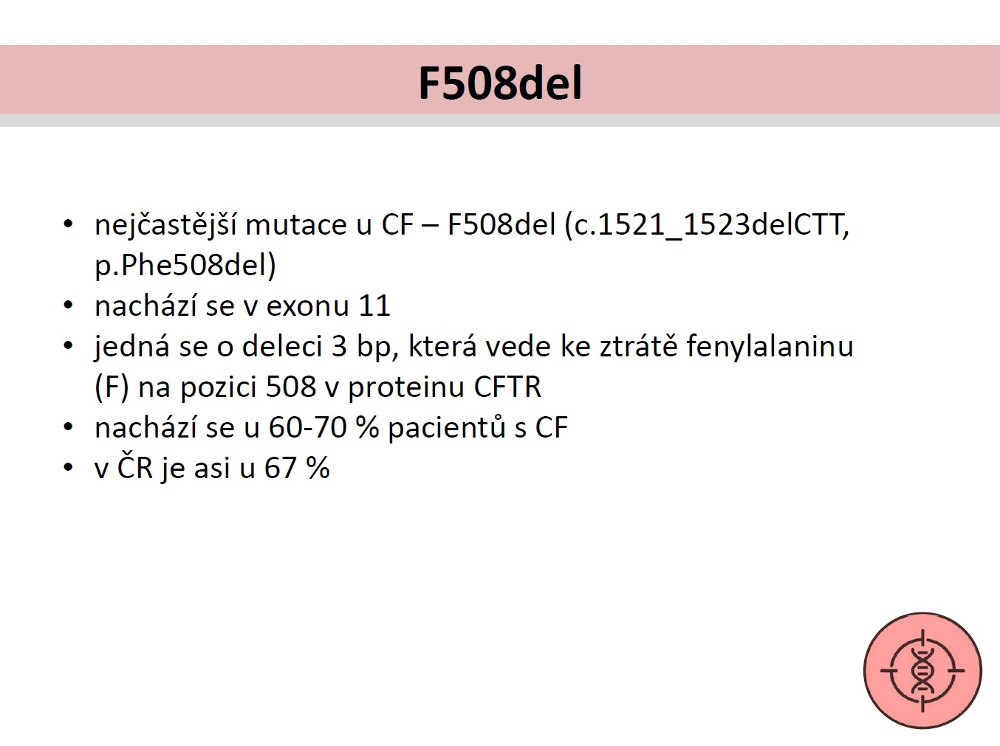 F508del
• nejčastější mutace u CF – F508del (c.1521_1523delCTT,
p.Phe508del)
• nachází se v exonu 11
• jedná se o deleci 3 bp, která vede ke ztrátě fenylalaninu
(F) na pozici 508 v proteinu CFTR
• nachází se u 60-70 % pacientů s CF
• v ČR je asi u 67 %